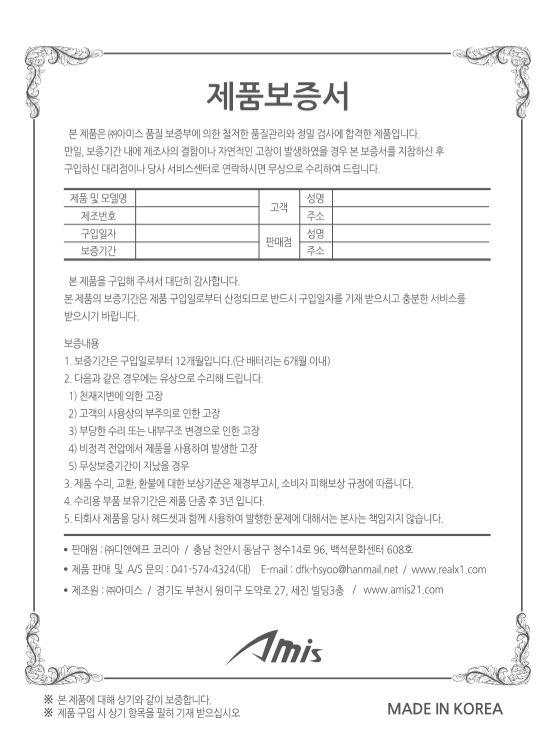 제품보증서
본 제품은 ㈜아미스 품질 보증부에 의한 철저한 품질관리와 정밀 검사에 합격한 제품입니다.
만일, 보증기간 내에 제조사의 결함이나 자연적인 고장이 발생하였을 경우 본 보증서를 지참하신 후
구입하신 대리점이나 당사 서비스센터로 연락하시면 무상으로 수리하여 드립니다.
제품 및 모델명
고객
성명
제조번호
주소
구입일자
판매점
성명
보증기간
주소
본 제품을 구입해 주셔서 대단히 감사합니다.
본 제품의 보증기간은 제품 구입일로부터 산정되므로 반드시 구입일자를 기재 받으시고 충분한 서비스를
받으시기 바랍니다.
보증내용
1. 보증기간은 구입일로부터 12개월입니다.(단 배터리는 6개월 이내)
2. 다음과 같은 경우에는 유상으로 수리해 드립니다.
1) 천재지변에 의한 고장
2) 고객의 사용상의 부주의로 인한 고장
3) 부당한 수리 또는 내부구조 변경으로 인한 고장
4) 비정격 전압에서 제품을 사용하여 발생한 고장
5) 무상보증기간이 지났을 경우
3. 제품 수리, 교환, 환불에 대한 보상기준은 재경부고시, 소비자 피해보상 규정에 따릅니다.
4. 수리용 부품 보유기간은 제품 단종 후 3년 입니다.
5. 타회사 제품을 당사 헤드셋과 함께 사용하여 발행한 문제에 대해서는 본사는 책임지지 않습니다.
• 판매원 : ㈜디앤에프 코리아 / 충남 천안시 동남구 청수14로 96, 백석문화센터 608호
• 제품 판매 및 A/S 문의 : 041-574-4324(대) E-mail : dfk-hsyoo@hanmail.net / www.realx1.com
• 제조원 : ㈜아미스 / 경기도 부천시 원미구 도약로 27, 세진 빌딩3층 / www.amis21.com
Amis
※ 본 제품에 대해 상기와 같이 보증합니다.
※ 제품 구입 시 상기 항목을 필히 기재 받으십시오
MADE IN KOREA